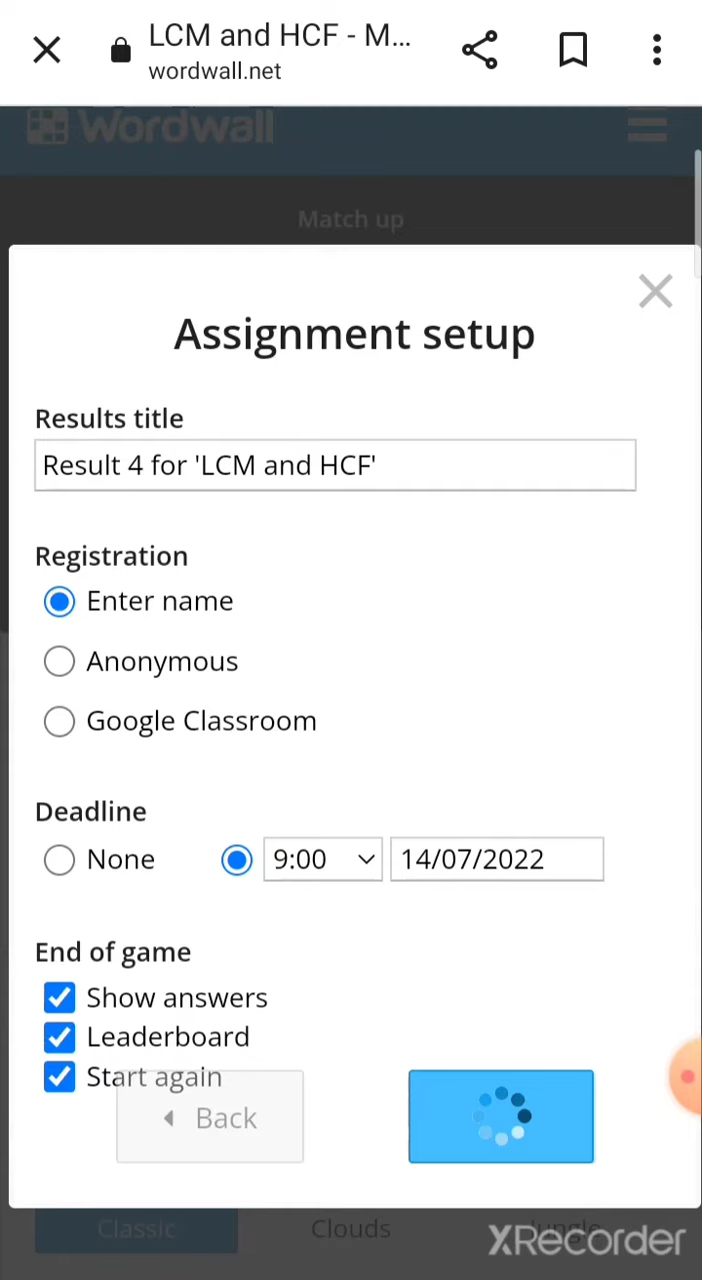 LCM and HCF - M...
wordwall.net
Wordwall
Match up
Assignment setup
Results title
Result 4 for 'LCM and HCF'
Registration
Enter name
Anonymous
Google Classroom
Deadline
None 9:00 14/07/2022
End of game
Show answers
Leaderboard
Start again
Back
Classic Clouds Jungle
XRecorder